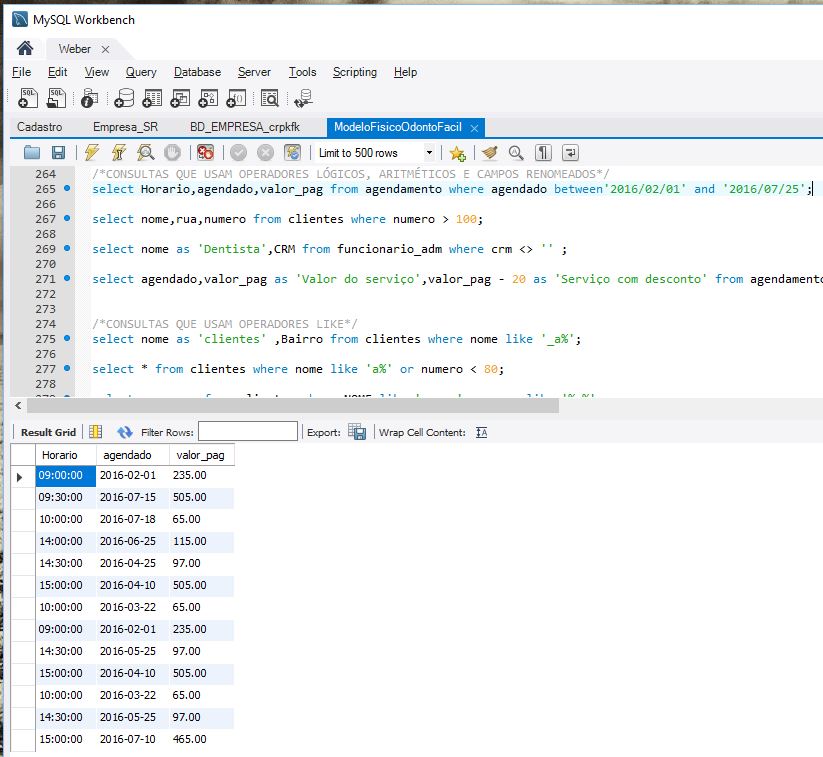 MySQL Workbench
Weber
File Edit View Query Database Server Tools Scripting Help
Cadastro Empresa_SR BD_EMPRESA_crpkfk ModeloFisicoOdontoFacil
Limit to 500 rows
264 /*CONSULTAS QUE USAM OPERADORES LÓGICOS, ARITMÉTICOS E CAMPOS RENOMEADOS*/
265 select Horario,agendado,valor_pag from agendamento where agendado between'2016/02/01' and '2016/07/25';
266
267 select nome,rua,numero from clientes where numero > 100;
268
269 select nome as 'Dentista',CRM from funcionario_adm where crm <> '' ;
270
271 select agendado,valor_pag as 'Valor do serviço',valor_pag - 20 as 'Serviço com desconto' from agendamento
272
273
274 /*CONSULTAS QUE USAM OPERADORES LIKE*/
275 select nome as 'clientes' ,Bairro from clientes where nome like '_a%';
276
277 select * from clientes where nome like 'a%' or numero < 80;
278
Result Grid Filter Rows: Export: Wrap Cell Content:
Horario agendado valor_pag
09:00:00 2016-02-01 235.00
09:30:00 2016-07-15 505.00
10:00:00 2016-07-18 65.00
14:00:00 2016-06-25 115.00
14:30:00 2016-04-25 97.00
15:00:00 2016-04-10 505.00
10:00:00 2016-03-22 65.00
09:00:00 2016-02-01 235.00
14:30:00 2016-05-25 97.00
15:00:00 2016-04-10 505.00
10:00:00 2016-03-22 65.00
14:30:00 2016-05-25 97.00
15:00:00 2016-07-10 465.00